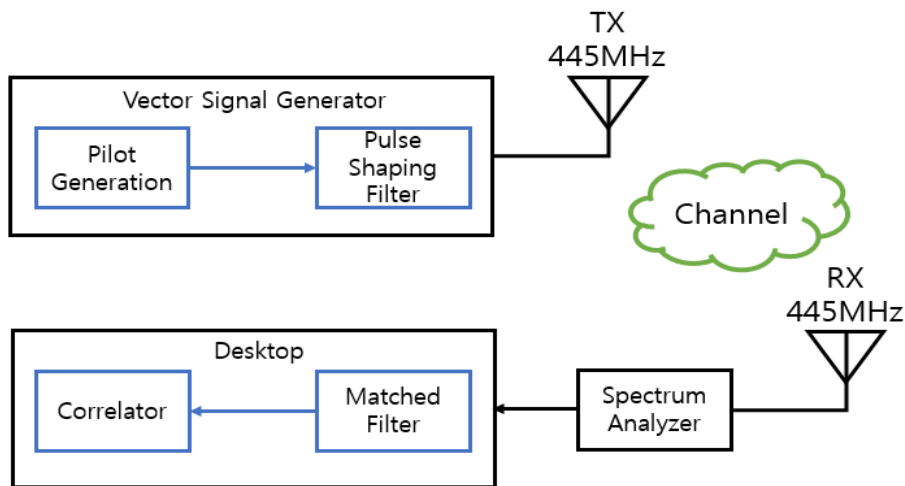 TX
445MHz
Vector Signal Generator
Pilot
Generation
Pulse
Shaping
Filter
Channel
RX
445MHz
Desktop
Correlator
Matched
Filter
Spectrum
Analyzer